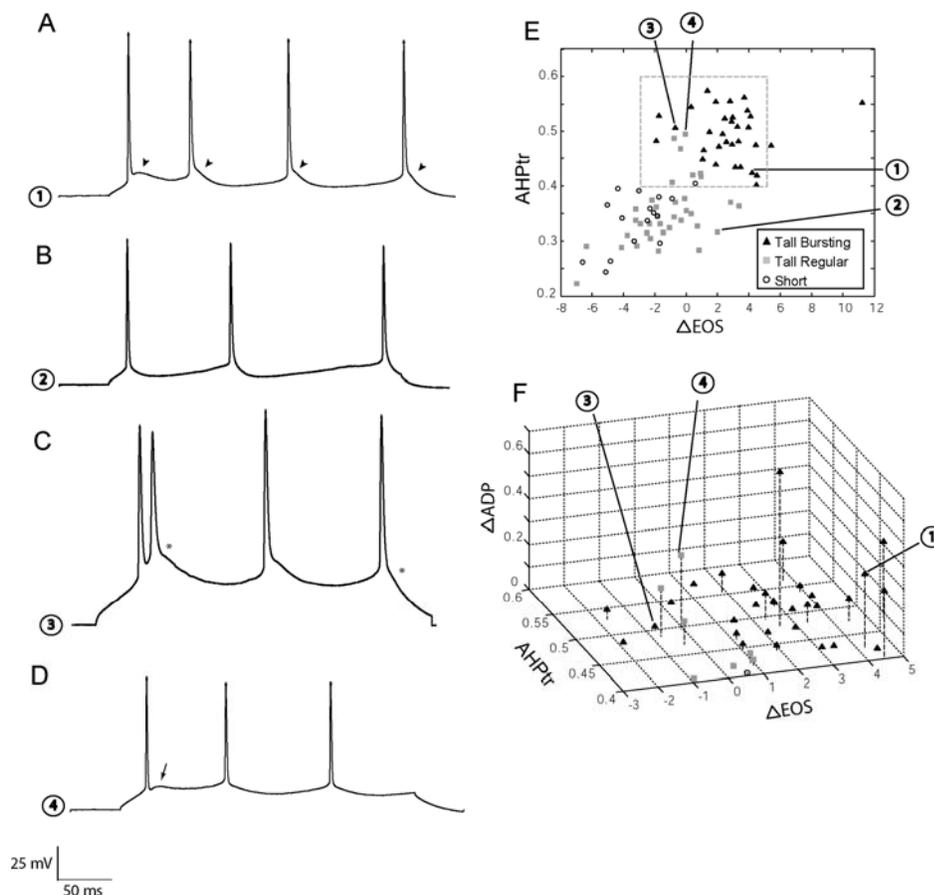 A
①
B
②
C
*
*
③
D
④
25 mV
50 ms
E
③
④
AHPtr
0.6
0.5
0.4
0.3
0.2
①
②
Tall Bursting
Tall Regular
Short
-8 -6 -4 -2 0 2 4 6 8 10 12
△EOS
F
③
④
①
△ADP
0.6
0.4
0.2
0
0.6
0.55
0.5
0.45
0.4
AHPtr
-3 -2 -1 0 1 2 3 4 5
△EOS